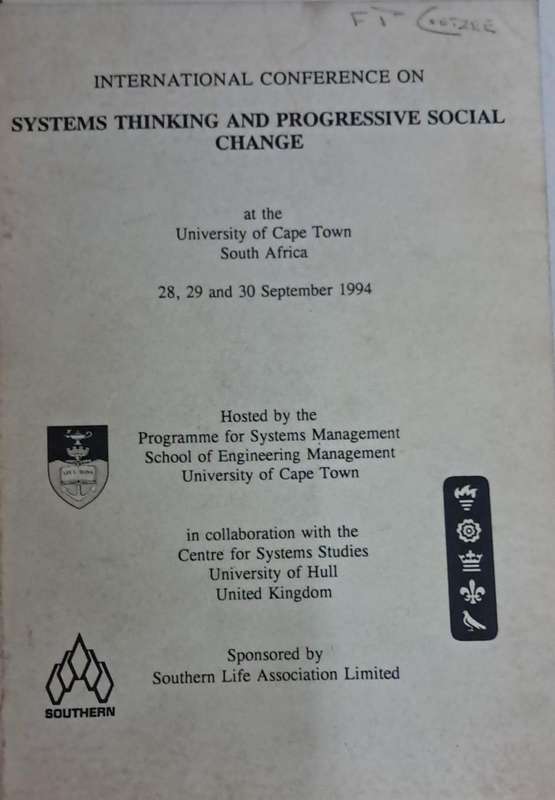 FT COETZEE
INTERNATIONAL CONFERENCE ON
SYSTEMS THINKING AND PROGRESSIVE SOCIAL
CHANGE
at the
University of Cape Town
South Africa
28, 29 and 30 September 1994
Hosted by the
Programme for Systems Management
School of Engineering Management
University of Cape Town
in collaboration with the
Centre for Systems Studies
University of Hull
United Kingdom
Sponsored by
Southern Life Association Limited
SOUTHERN